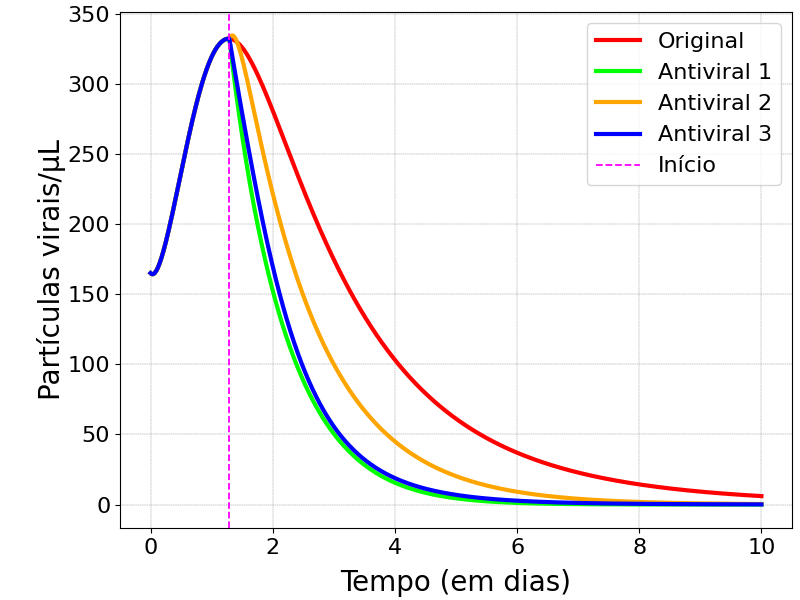 350
300
250
200
150
100
50
0
Partículas virais/µL
Original
Antiviral 1
Antiviral 2
Antiviral 3
Início
0 2 4 6 8 10
Tempo (em dias)